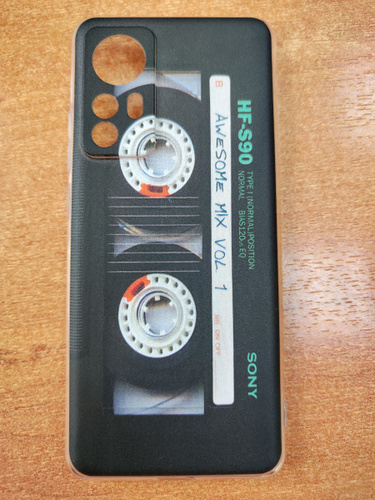 B AWESOME MIX VOL 1
HF-S90
TYPE I (NORMAL) POSITION
NORMAL BIAS 120μs EQ
SONY